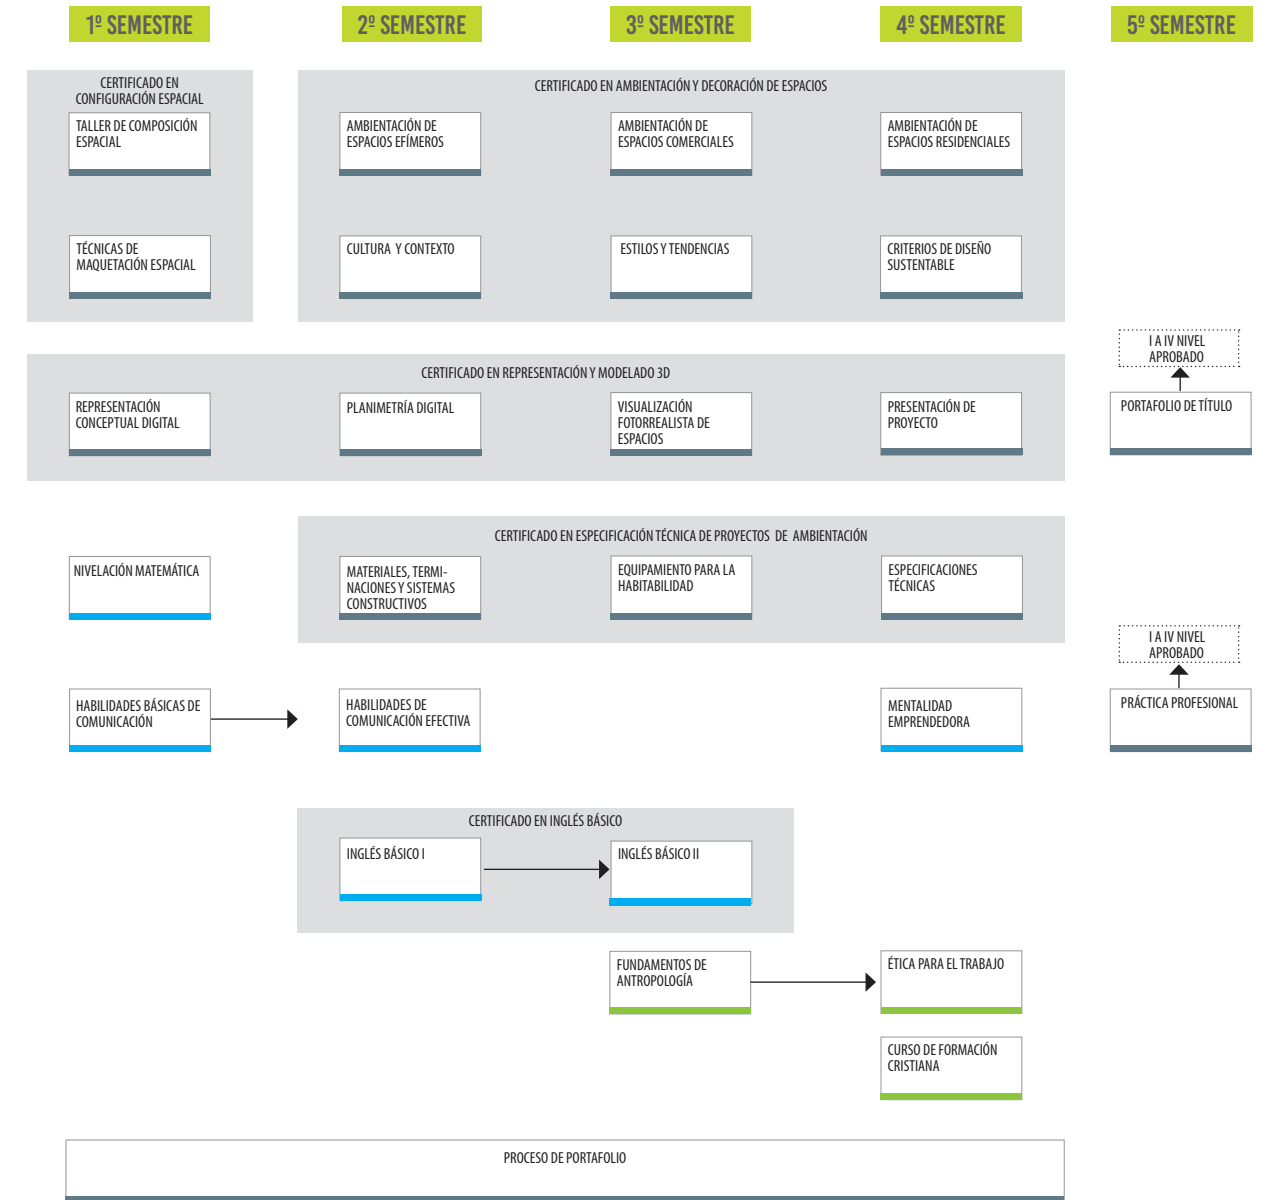 1º SEMESTRE
2º SEMESTRE
3º SEMESTRE
4º SEMESTRE
5º SEMESTRE
CERTIFICADO EN
CONFIGURACIÓN ESPACIAL
CERTIFICADO EN AMBIENTACIÓN Y DECORACIÓN DE ESPACIOS
TALLER DE COMPOSICIÓN
ESPACIAL
AMBIENTACIÓN DE
ESPACIOS EFÍMEROS
AMBIENTACIÓN DE
ESPACIOS COMERCIALES
AMBIENTACIÓN DE
ESPACIOS RESIDENCIALES
TÉCNICAS DE
MAQUETACIÓN ESPACIAL
CULTURA Y CONTEXTO
ESTILOS Y TENDENCIAS
CRITERIOS DE DISEÑO
SUSTENTABLE
I A IV NIVEL
APROBADO
CERTIFICADO EN REPRESENTACIÓN Y MODELADO 3D
REPRESENTACIÓN
CONCEPTUAL DIGITAL
PLANIMETRÍA DIGITAL
VISUALIZACIÓN
FOTORREALISTA DE
ESPACIOS
PRESENTACIÓN DE
PROYECTO
PORTAFOLIO DE TÍTULO
CERTIFICADO EN ESPECIFICACIÓN TÉCNICA DE PROYECTOS DE AMBIENTACIÓN
NIVELACIÓN MATEMÁTICA
MATERIALES, TERMI-
NACIONES Y SISTEMAS
CONSTRUCTIVOS
EQUIPAMIENTO PARA LA
HABITABILIDAD
ESPECIFICACIONES
TÉCNICAS
I A IV NIVEL
APROBADO
HABILIDADES BÁSICAS DE
COMUNICACIÓN
HABILIDADES DE
COMUNICACIÓN EFECTIVA
MENTALIDAD
EMPRENDEDORA
PRÁCTICA PROFESIONAL
CERTIFICADO EN INGLÉS BÁSICO
INGLÉS BÁSICO I
INGLÉS BÁSICO II
FUNDAMENTOS DE
ANTROPOLOGÍA
ÉTICA PARA EL TRABAJO
CURSO DE FORMACIÓN
CRISTIANA
PROCESO DE PORTAFOLIO